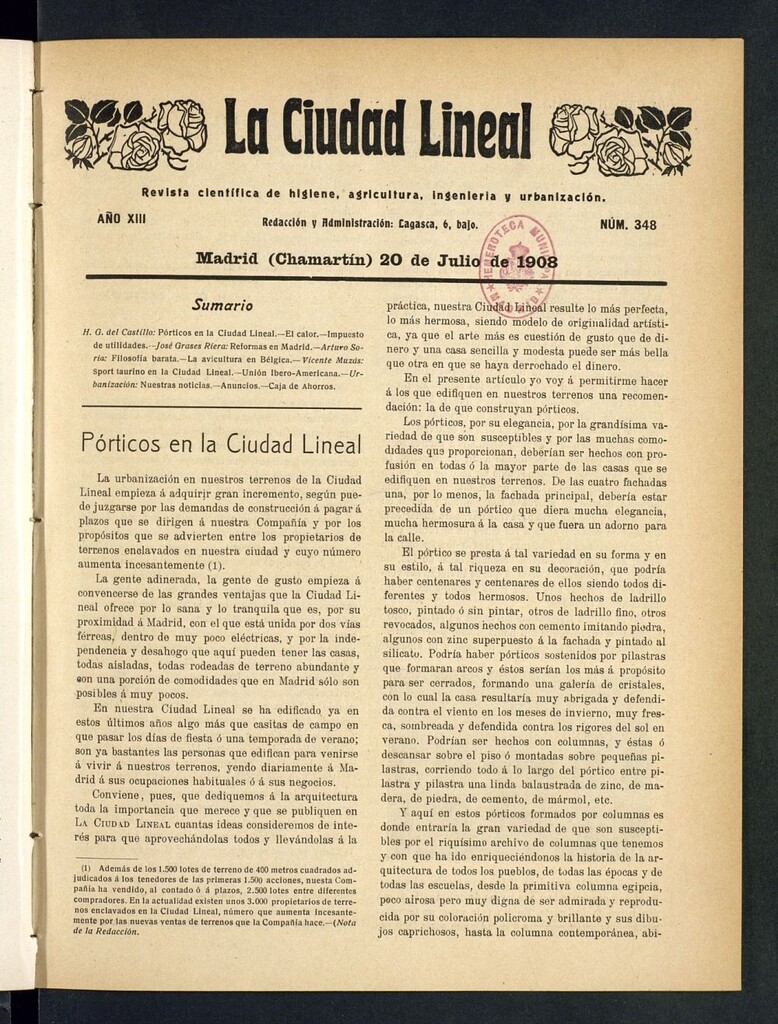 La Ciudad Lineal
Revista científica de higiene, agricultura, ingeniería y urbanización.
AÑO XIII
Redacción y Administración: Lagasca, 6, bajo.
NÚM. 348
HEMEROTECA MUNICIPAL
MADRID
Madrid (Chamartín) 20 de Julio de 1908
Sumario
H. G. del Castillo: Pórticos en la Ciudad Lineal.—El calor.—Impuesto
de utilidades.—José Grases Riera: Reformas en Madrid.—Arturo So-
ria: Filosofía barata.—La avicultura en Bélgica.—Vicente Muzás:
Sport taurino en la Ciudad Lineal.—Unión Ibero-Americana.—Ur-
banización: Nuestras noticias.—Anuncios.—Caja de Ahorros.
Pórticos en la Ciudad Lineal
La urbanización en nuestros terrenos de la Ciudad
Lineal empieza á adquirir gran incremento, según pue-
de juzgarse por las demandas de construcción á pagar á
plazos que se dirigen á nuestra Compañía y por los
propósitos que se advierten entre los propietarios de
terrenos enclavados en nuestra ciudad y cuyo número
aumenta incesantemente (1).
La gente adinerada, la gente de gusto empieza á
convencerse de las grandes ventajas que la Ciudad Li-
neal ofrece por lo sana y lo tranquila que es, por su
proximidad á Madrid, con el que está unida por dos vías
férreas, dentro de muy poco eléctricas, y por la inde-
pendencia y desahogo que aquí pueden tener las casas,
todas aisladas, todas rodeadas de terreno abundante y
con una porción de comodidades que en Madrid sólo son
posibles á muy pocos.
En nuestra Ciudad Lineal se ha edificado ya en
estos últimos años algo más que casitas de campo en
que pasar los días de fiesta ó una temporada de verano;
son ya bastantes las personas que edifican para venirse
á vivir á nuestros terrenos, yendo diariamente á Ma-
drid á sus ocupaciones habituales ó á sus negocios.
Conviene, pues, que dediquemos á la arquitectura
toda la importancia que merece y que se publiquen en
LA CIUDAD LINEAL cuantas ideas consideremos de inte-
rés para que aprovechándolas todos y llevándolas á la
(1) Además de los 1.500 lotes de terreno de 400 metros cuadrados ad-
judicados á los tenedores de las primeras 1.500 acciones, nuesta Com-
pañía ha vendido, al contado ó á plazos, 2.500 lotes entre diferentes
compradores. En la actualidad existen unos 3.000 propietarios de terre-
nos enclavados en la Ciudad Lineal, número que aumenta incesante-
mente por las nuevas ventas de terrenos que la Compañía hace.—(Nota
de la Redacción.
práctica, nuestra Ciudad Lineal resulte lo más perfecta,
lo más hermosa, siendo modelo de originalidad artísti-
ca, ya que el arte más es cuestión de gusto que de di-
nero y una casa sencilla y modesta puede ser más bella
que otra en que se haya derrochado el dinero.
En el presente artículo yo voy á permitirme hacer
á los que edifiquen en nuestros terrenos una recomen-
dación: la de que construyan pórticos.
Los pórticos, por su elegancia, por la grandísima va-
riedad de que son susceptibles y por las muchas como-
didades que proporcionan, deberían ser hechos con pro-
fusión en todas ó la mayor parte de las casas que se
edifiquen en nuestros terrenos. De las cuatro fachadas
una, por lo menos, la fachada principal, debería estar
precedida de un pórtico que diera mucha elegancia,
mucha hermosura á la casa y que fuera un adorno para
la calle.
El pórtico se presta á tal variedad en su forma y en
su estilo, á tal riqueza en su decoración, que podría
haber centenares y centenares de ellos siendo todos di-
ferentes y todos hermosos. Unos hechos de ladrillo
tosco, pintado ó sin pintar, otros de ladrillo fino, otros
revocados, algunos hechos con cemento imitando piedra,
algunos con zinc superpuesto á la fachada y pintado al
silicato. Podría haber pórticos sostenidos por pilastras
que formaran arcos y éstos serían los más á propósito
para ser cerrados, formando una galería de cristales,
con lo cual la casa resultaría muy abrigada y defendi-
da contra el viento en los meses de invierno, muy fres-
ca, sombreada y defendida contra los rigores del sol en
verano. Podrían ser hechos con columnas, y éstas ó
descansar sobre el piso ó montadas sobre pequeñas pi-
lastras, corriendo todo á lo largo del pórtico entre pi-
lastra y pilastra una linda balaustrada de zinc, de ma-
dera, de piedra, de cemento, de mármol, etc.
Y aquí en estos pórticos formados por columnas es
donde entraría la gran variedad de que son suscepti-
bles por el riquísimo archivo de columnas que tenemos
y con que ha ido enriqueciéndonos la historia de la ar-
quitectura de todos los pueblos, de todas las épocas y de
todas las escuelas, desde la primitiva columna egipcia,
poco airosa pero muy digna de ser admirada y reprodu-
cida por su coloración policroma y brillante y sus dibu-
jos caprichosos, hasta la columna contemporánea, abi-